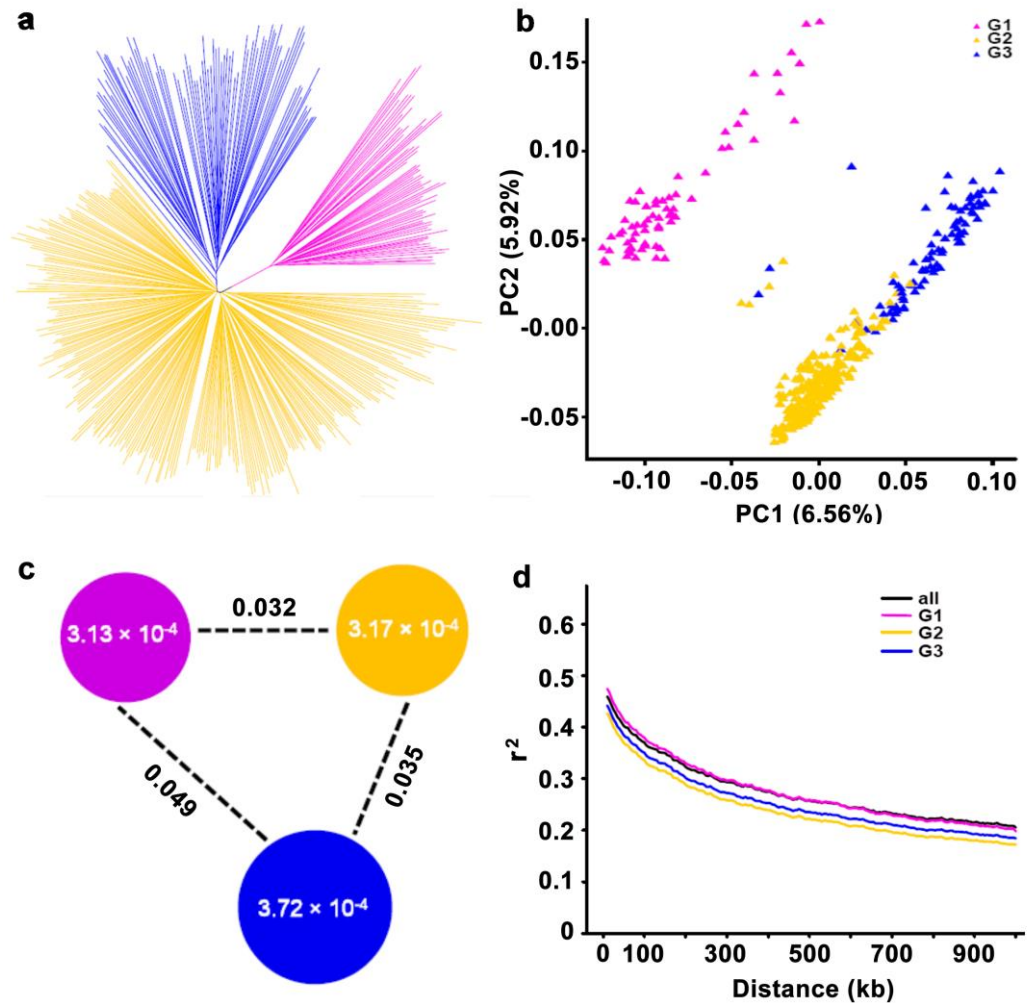 a
b
G1
G2
G3
0.15
0.10
0.05
-0.00
-0.05
PC2 (5.92%)
-0.10
-0.05
0.00
0.05
0.10
PC1 (6.56%)
c
3.13 × 10⁻⁴
0.032
3.17 × 10⁻⁴
0.049
0.035
3.72 × 10⁻⁴
d
all
G1
G2
G3
0.6
0.5
0.4
0.3
0.2
0.1
0
r²
0
100
300
500
700
900
Distance (kb)